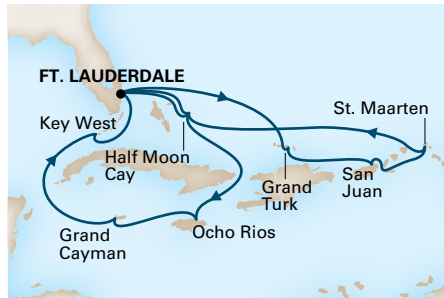 FT. LAUDERDALE
St. Maarten
Key West
Half Moon
Cay
Grand
Turk
San
Juan
Grand
Cayman
Ocho Rios